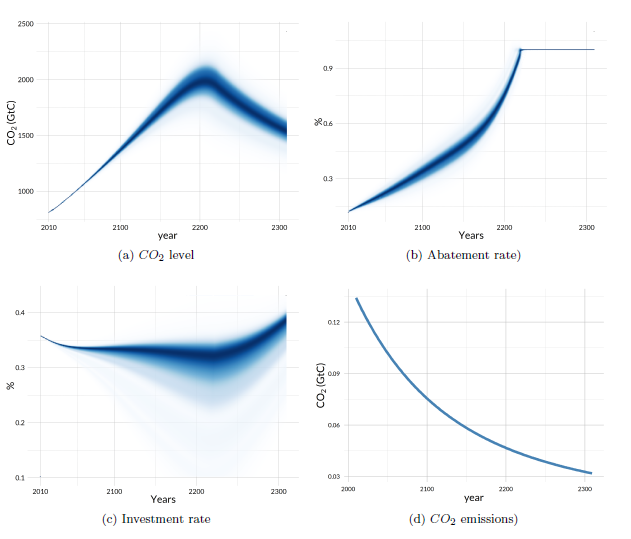 2500
2000
1500
1000
CO₂ (GtC)
2010 2100 2200 2300
year
(a) CO₂ level
0.9
0.6
0.3
%
2010 2100 2200 2300
Years
(b) Abatement rate)
0.4
0.3
0.2
0.1
%
2010 2100 2200 2300
Years
(c) Investment rate
0.12
0.09
0.06
0.03
CO₂ (GtC)
2000 2100 2200 2300
year
(d) CO₂ emissions)